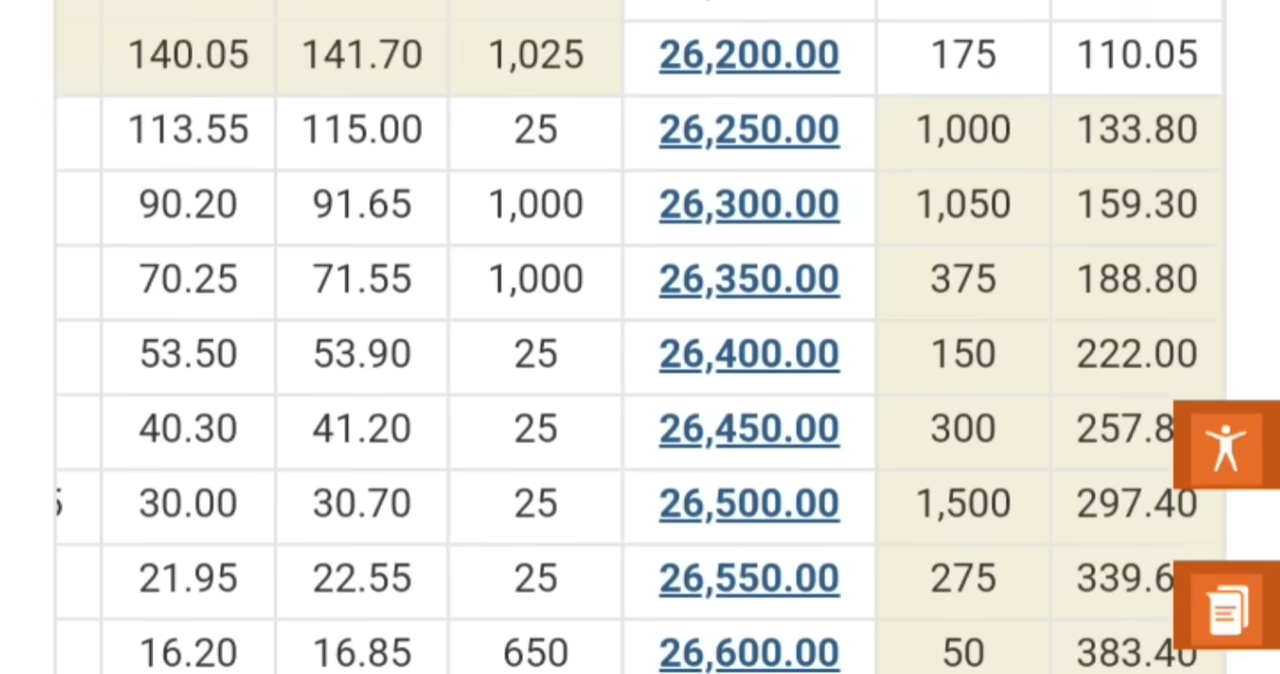 140.05 141.70 1,025 26,200.00 175 110.05
113.55 115.00 25 26,250.00 1,000 133.80
90.20 91.65 1,000 26,300.00 1,050 159.30
70.25 71.55 1,000 26,350.00 375 188.80
53.50 53.90 25 26,400.00 150 222.00
40.30 41.20 25 26,450.00 300 257.8
30.00 30.70 25 26,500.00 1,500 297.40
21.95 22.55 25 26,550.00 275 339.6
16.20 16.85 650 26,600.00 50 383.40